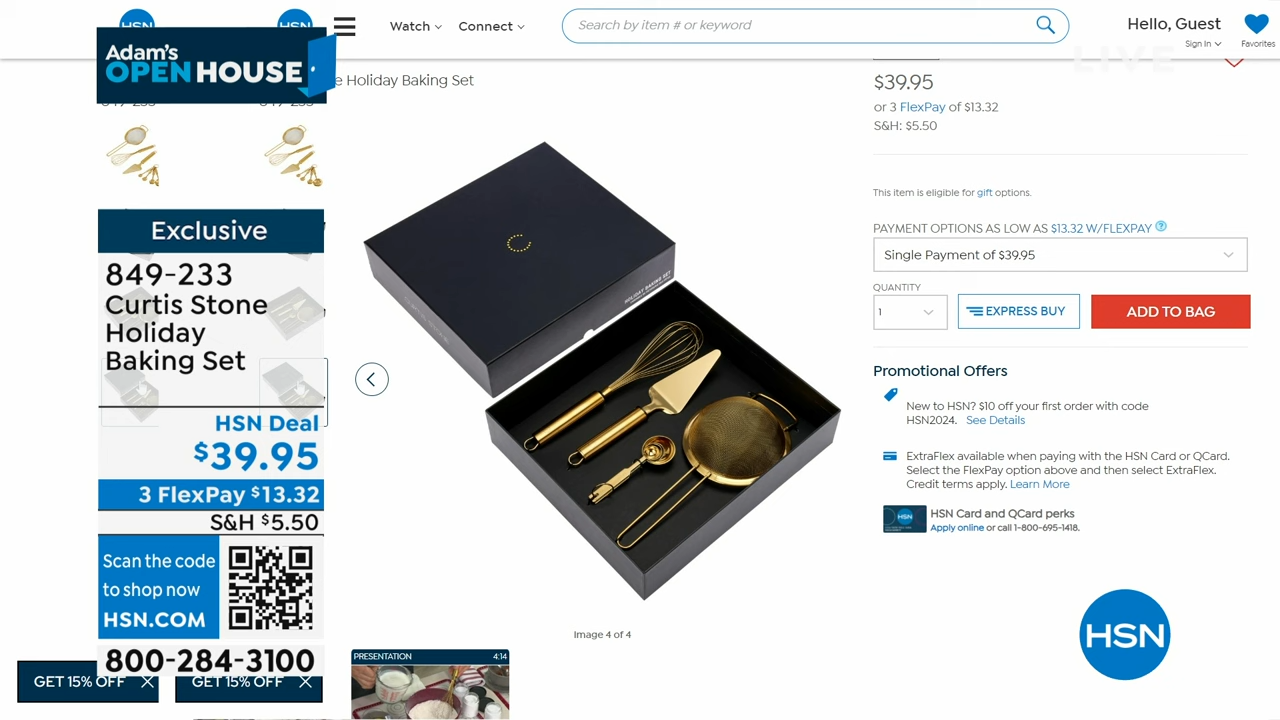 HSN
HSN
Watch
Connect
Search by item # or keyword
Hello, Guest
Sign In
Favorites
LIVE
Adam's
OPEN HOUSE
e Holiday Baking Set
$39.95
or 3 FlexPay of $13.32
S&H: $5.50
This item is eligible for gift options.
PAYMENT OPTIONS AS LOW AS $13.32 W/FLEXPAY ?
Single Payment of $39.95
QUANTITY
1
EXPRESS BUY
ADD TO BAG
Promotional Offers
New to HSN? $10 off your first order with code
HSN2024. See Details
ExtraFlex available when paying with the HSN Card or QCard.
Select the FlexPay option above and then select ExtraFlex.
Credit terms apply. Learn More
HSN
HSN Card and QCard perks
Apply online or call 1-800-695-1418.
HOLIDAY BAKING SET
Image 4 of 4
PRESENTATION 4:14
HSN
Exclusive
849-233
Curtis Stone
Holiday
Baking Set
HSN Deal
$39.95
3 FlexPay $13.32
S&H $5.50
Scan the code
to shop now
HSN.COM
800-284-3100
GET 15% OFF
GET 15% OFF